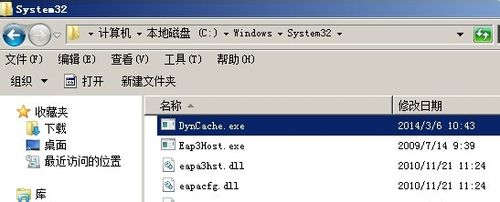 System32
计算机 本地磁盘 (C:) Windows System32
文件(F) 编辑(E) 查看(V) 工具(T) 帮助(H)
组织 打开 新建文件夹
收藏夹
下载
桌面
最近访问的位置
库
名称 修改日期
DynCache.exe 2014/3/6 10:43
Eap3Host.exe 2009/7/14 9:39
eapa3hst.dll 2010/11/21 11:24
eapacfg.dll 2010/11/21 11:24